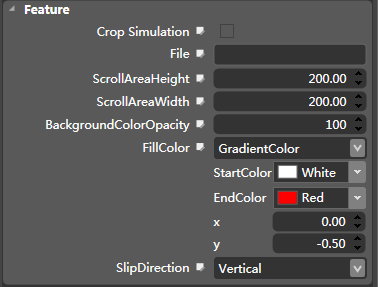 Feature
Crop Simulation
File
ScrollAreaHeight 200.00
ScrollAreaWidth 200.00
BackgroundColorOpacity 100
FillColor GradientColor
StartColor White
EndColor Red
x 0.00
y -0.50
SlipDirection Vertical